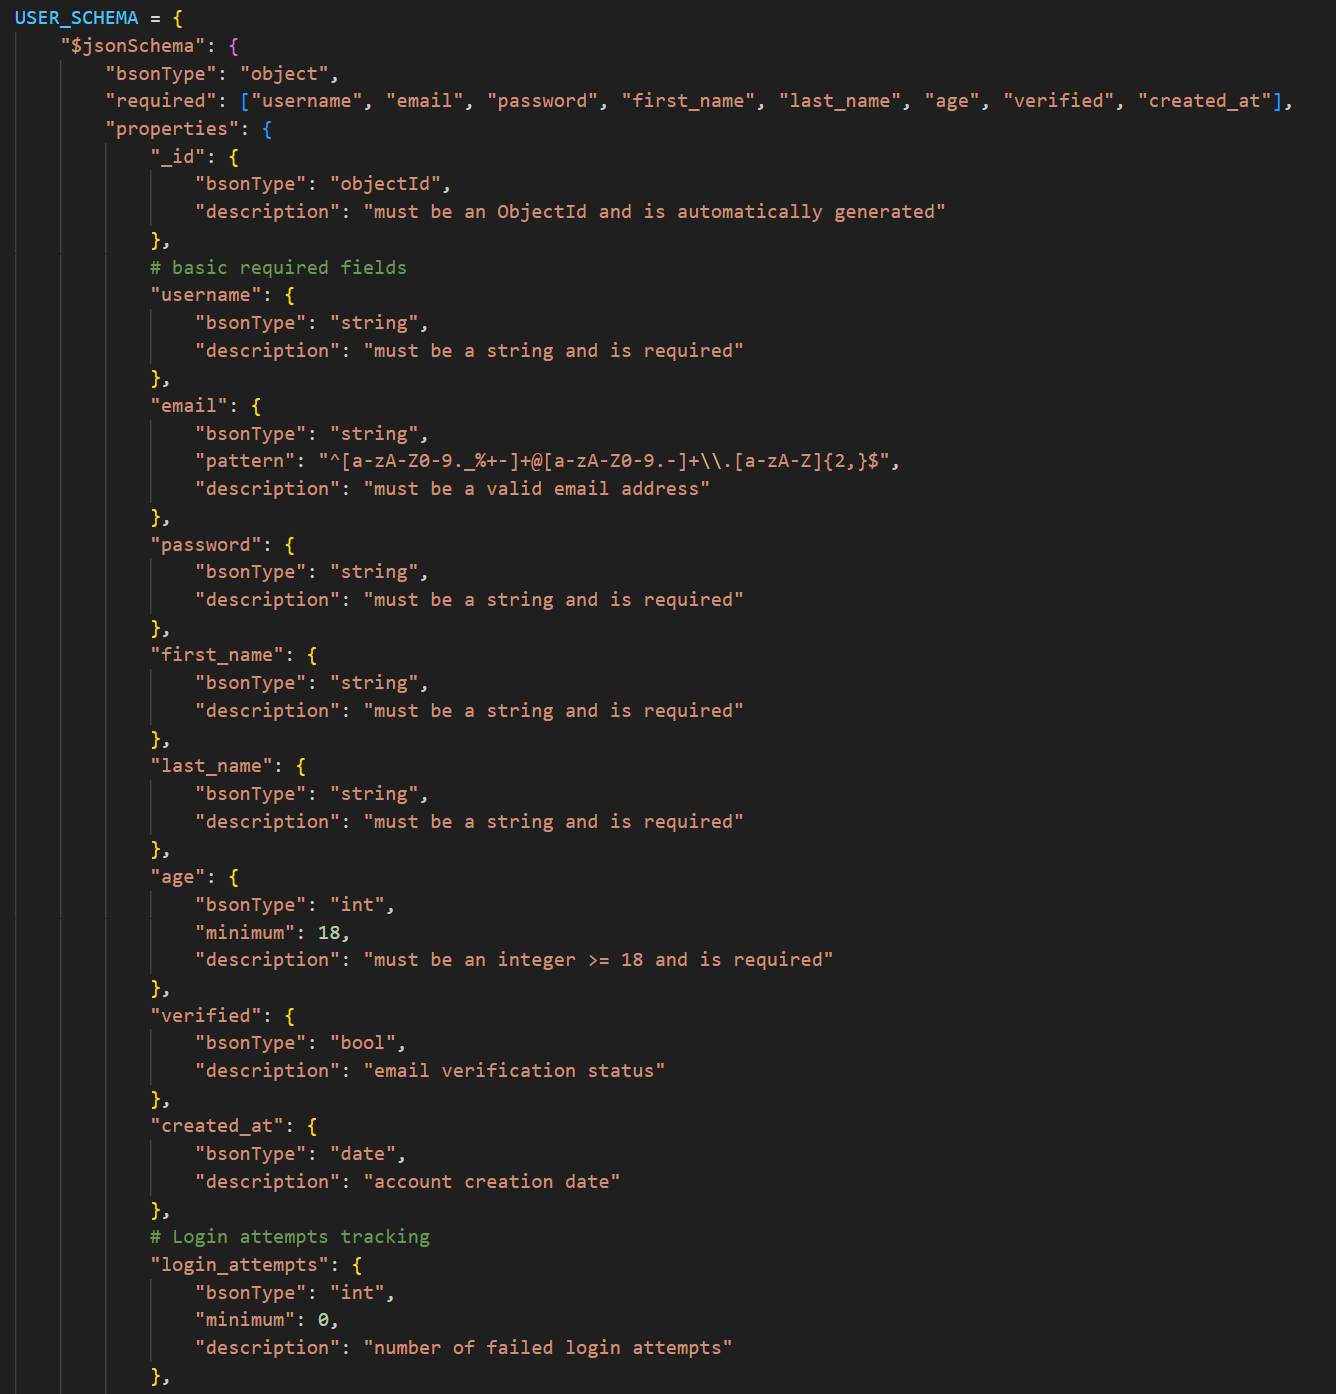 USER_SCHEMA = {
    "$jsonSchema": {
        "bsonType": "object",
        "required": ["username", "email", "password", "first_name", "last_name", "age", "verified", "created_at"],
        "properties": {
            "_id": {
                "bsonType": "objectId",
                "description": "must be an ObjectId and is automatically generated"
            },
            # basic required fields
            "username": {
                "bsonType": "string",
                "description": "must be a string and is required"
            },
            "email": {
                "bsonType": "string",
                "pattern": "^[a-zA-Z0-9._%+-]+@[a-zA-Z0-9.-]+\\.[a-zA-Z]{2,}$",
                "description": "must be a valid email address"
            },
            "password": {
                "bsonType": "string",
                "description": "must be a string and is required"
            },
            "first_name": {
                "bsonType": "string",
                "description": "must be a string and is required"
            },
            "last_name": {
                "bsonType": "string",
                "description": "must be a string and is required"
            },
            "age": {
                "bsonType": "int",
                "minimum": 18,
                "description": "must be an integer >= 18 and is required"
            },
            "verified": {
                "bsonType": "bool",
                "description": "email verification status"
            },
            "created_at": {
                "bsonType": "date",
                "description": "account creation date"
            },
            # Login attempts tracking
            "login_attempts": {
                "bsonType": "int",
                "minimum": 0,
                "description": "number of failed login attempts"
            },